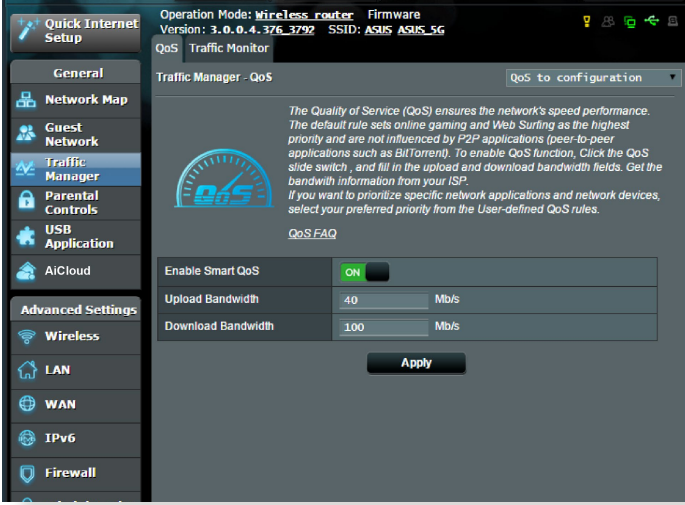 Quick Internet
Setup
General
Network Map
Guest
Network
Traffic
Manager
Parental
Controls
USB
Application
AiCloud
Advanced Settings
Wireless
LAN
WAN
IPv6
Firewall
Operation Mode: Wireless router Firmware
Version: 3.0.0.4.376_3792 SSID: ASUS ASUS_5G
QoS Traffic Monitor
Traffic Manager - QoS
QoS to configuration
The Quality of Service (QoS) ensures the network's speed performance.
The default rule sets online gaming and Web Surfing as the highest
priority and are not influenced by P2P applications (peer-to-peer
applications such as BitTorrent). To enable QoS function, Click the QoS
slide switch , and fill in the upload and download bandwidth fields. Get the
bandwith information from your ISP.
If you want to prioritize specific network applications and network devices,
select your preferred priority from the User-defined QoS rules.
QoS FAQ
QoS
Enable Smart QoS ON
Upload Bandwidth 40 Mb/s
Download Bandwidth 100 Mb/s
Apply